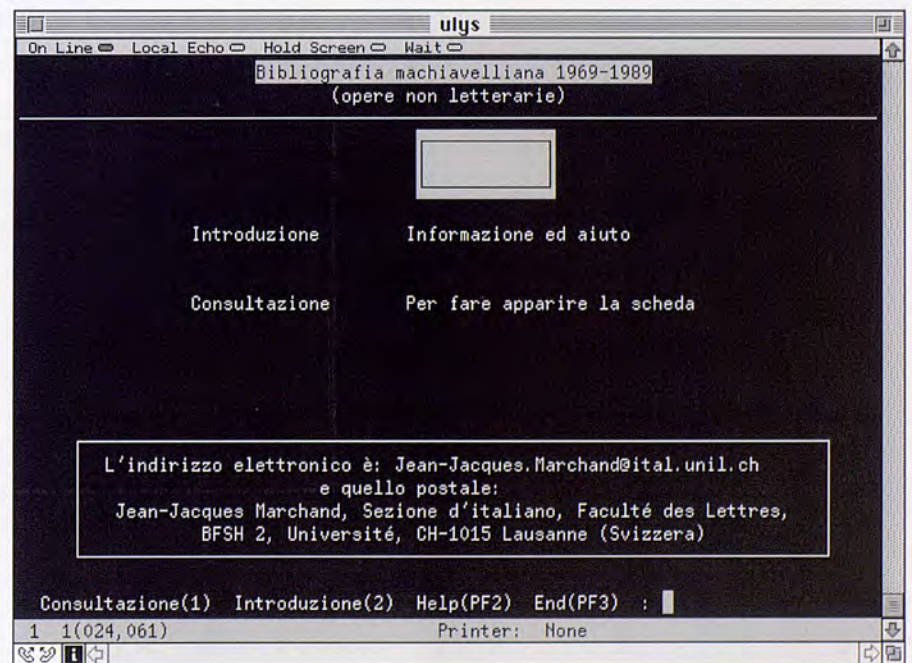 ulys
On Line Local Echo Hold Screen Wait
Bibliografia machiavelliana 1969-1989
(opere non letterarie)
Introduzione Informazione ed aiuto
Consultazione Per fare apparire la scheda
L'indirizzo elettronico è: Jean-Jacques.Marchand@ital.unil.ch
e quello postale:
Jean-Jacques Marchand, Sezione d'italiano, Faculté des Lettres,
BFSH 2, Université, CH-1015 Lausanne (Svizzera)
Consultazione(1) Introduzione(2) Help(PF2) End(PF3) :
1 1(024,061) Printer: None